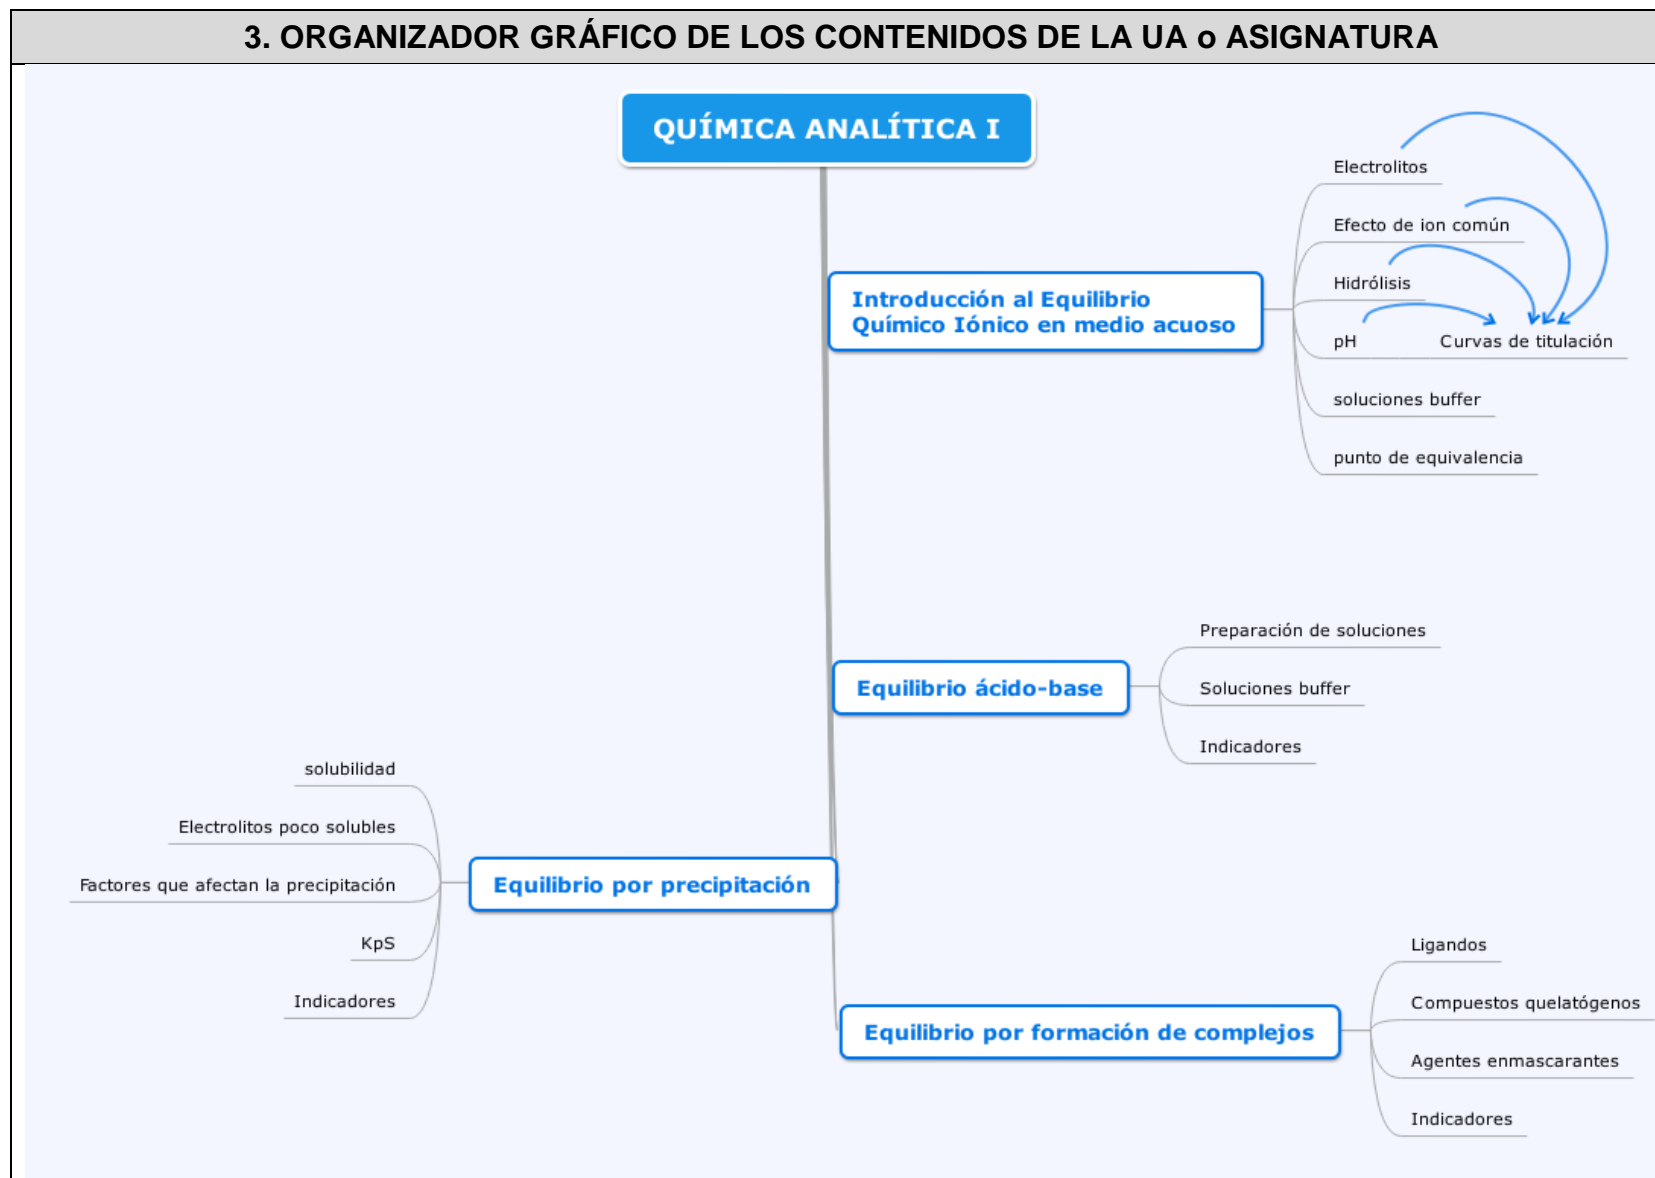 3. ORGANIZADOR GRÁFICO DE LOS CONTENIDOS DE LA UA o ASIGNATURA
QUÍMICA ANALÍTICA I
Introducción al Equilibrio
Químico Iónico en medio acuoso
Electrolitos
Efecto de ion común
Hidrólisis
pH Curvas de titulación
soluciones buffer
punto de equivalencia
Equilibrio ácido-base
Preparación de soluciones
Soluciones buffer
Indicadores
Equilibrio por precipitación
solubilidad
Electrolitos poco solubles
Factores que afectan la precipitación
KpS
Indicadores
Equilibrio por formación de complejos
Ligandos
Compuestos quelatógenos
Agentes enmascarantes
Indicadores